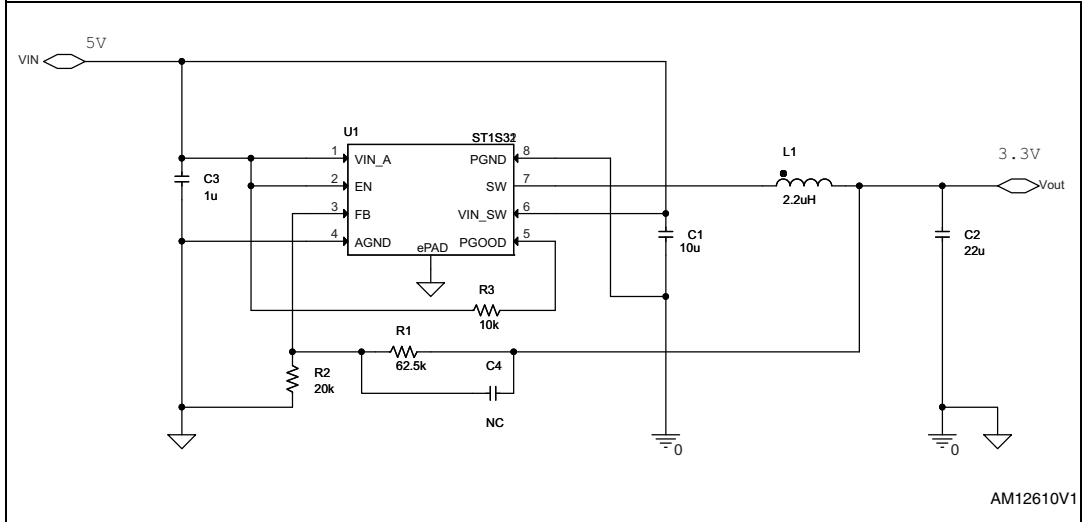 5V
VIN
U1
ST1S32
1 VIN_A
PGND 8
2 EN
SW 7
3 FB
VIN_SW 6
4 AGND
PGOOD 5
ePAD
C3
1u
L1
2.2uH
3.3V
Vout
C1
10u
C2
22u
R3
10k
R1
62.5k
C4
NC
R2
20k
0
0
AM12610V1